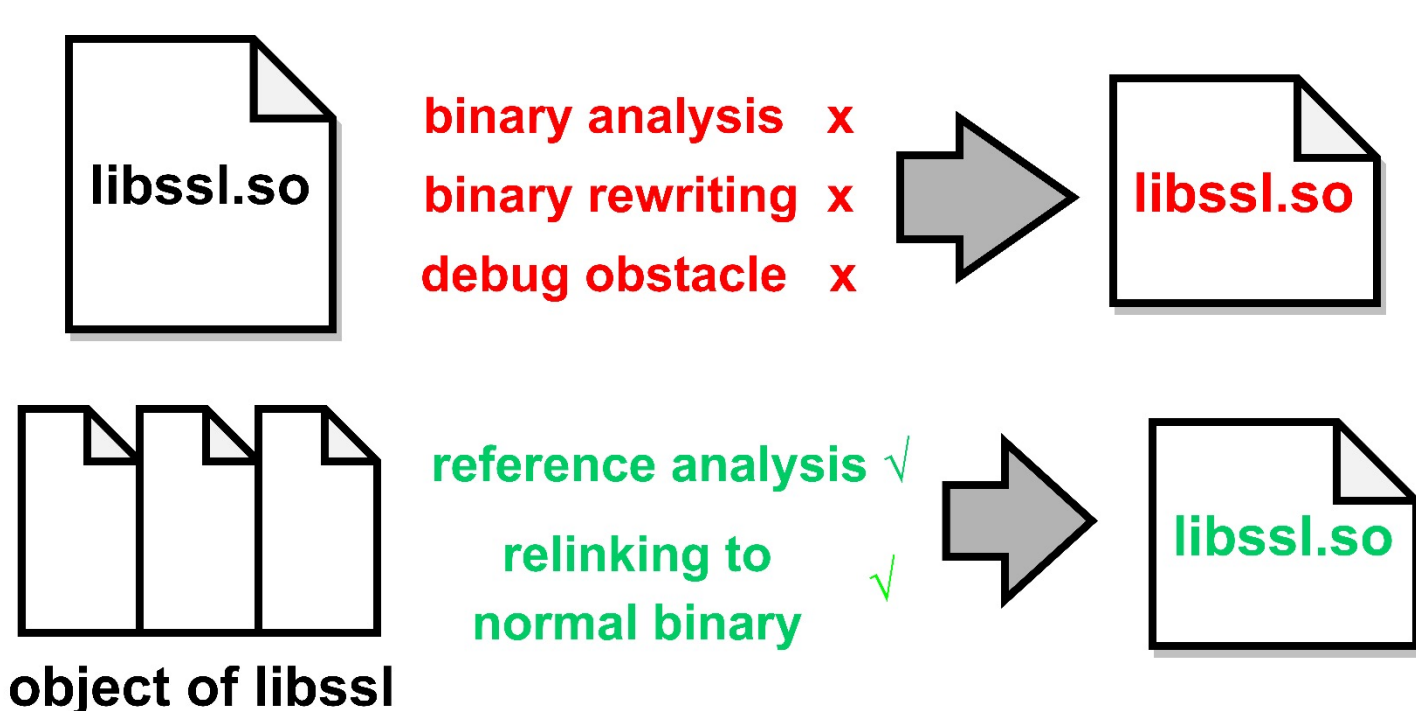 libssl.so
binary analysis x
binary rewriting x
debug obstacle x
libssl.so
reference analysis √
relinking to
normal binary √
libssl.so
object of libssl